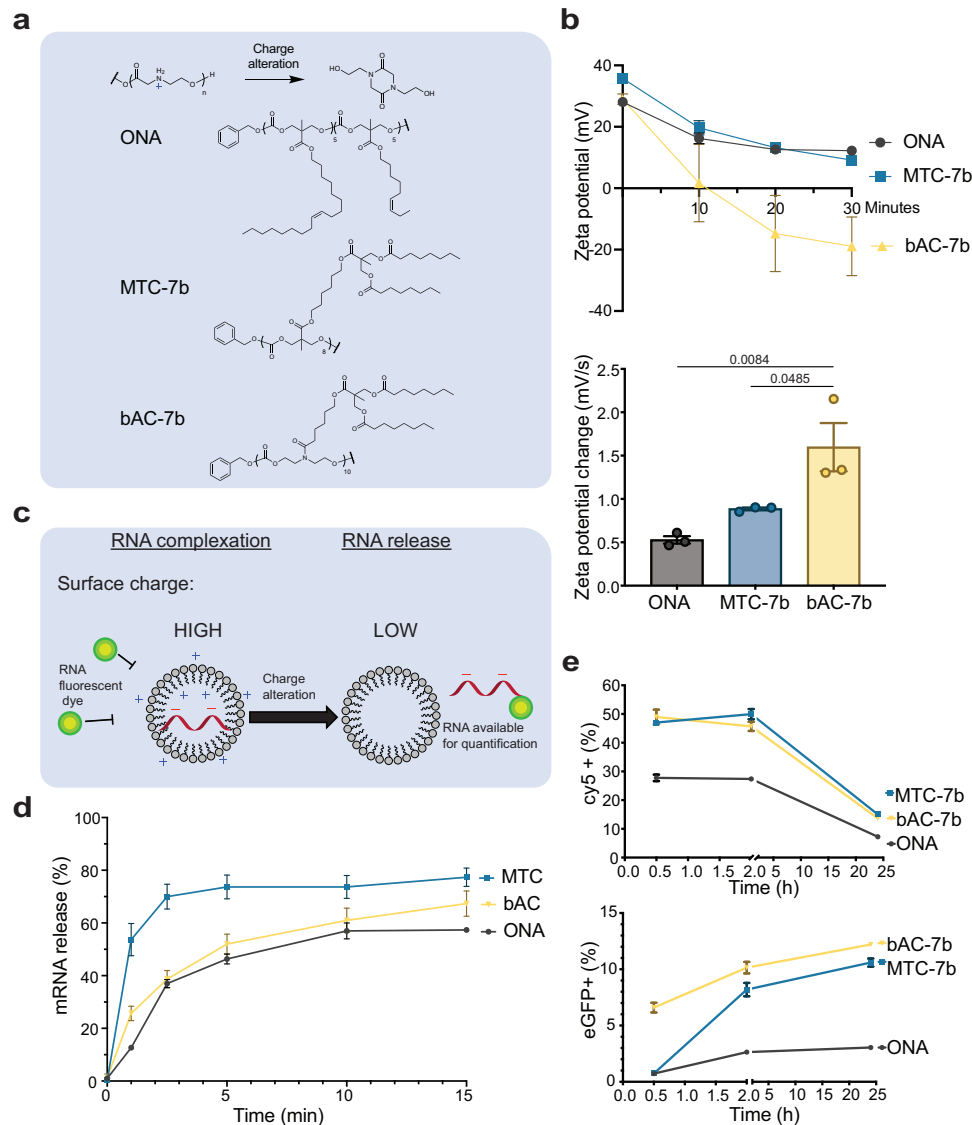 a
Charge
alteration
O
O
NH2
+
O
H
n
HO
O
N
N
O
OH
ONA
O
O
O
O
5
O
O
O
5
O
O
O
O
MTC-7b
O
O
O
O
O
O
O
O
O
O
O
O
8
bAC-7b
O
O
O
O
O
O
O
O
O
O
N
O
10
b
Zeta potential (mV)
40
20
0
-20
-40
10
20
30
Minutes
ONA
MTC-7b
bAC-7b
Zeta potential change (mV/s)
2.5
2.0
1.5
1.0
0.5
0.0
0.0084
0.0485
ONA
MTC-7b
bAC-7b
c
RNA complexation
RNA release
Surface charge:
HIGH
LOW
RNA
fluorescent
dye
Charge
alteration
RNA available
for quantification
d
mRNA release (%)
100
80
60
40
20
0
0
5
10
15
Time (min)
MTC
bAC
ONA
e
cy5 + (%)
60
50
40
30
20
10
0
0.0
0.5
2.0
5
10
15
20
25
Time (h)
MTC-7b
bAC-7b
ONA
eGFP+ (%)
15
10
5
0
0.0
0.5
2.0
5
10
15
20
25
Time (h)
bAC-7b
MTC-7b
ONA